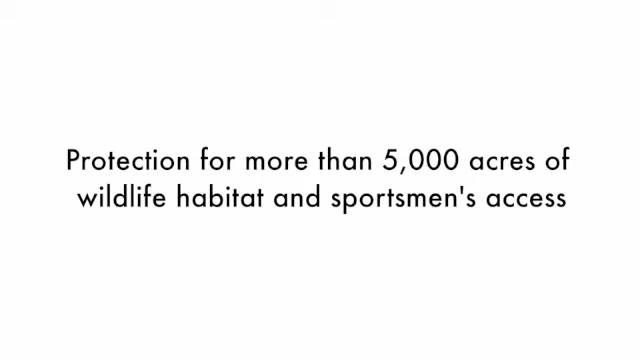 Protection for more than 5,000 acres of
wildlife habitat and sportsmen's access